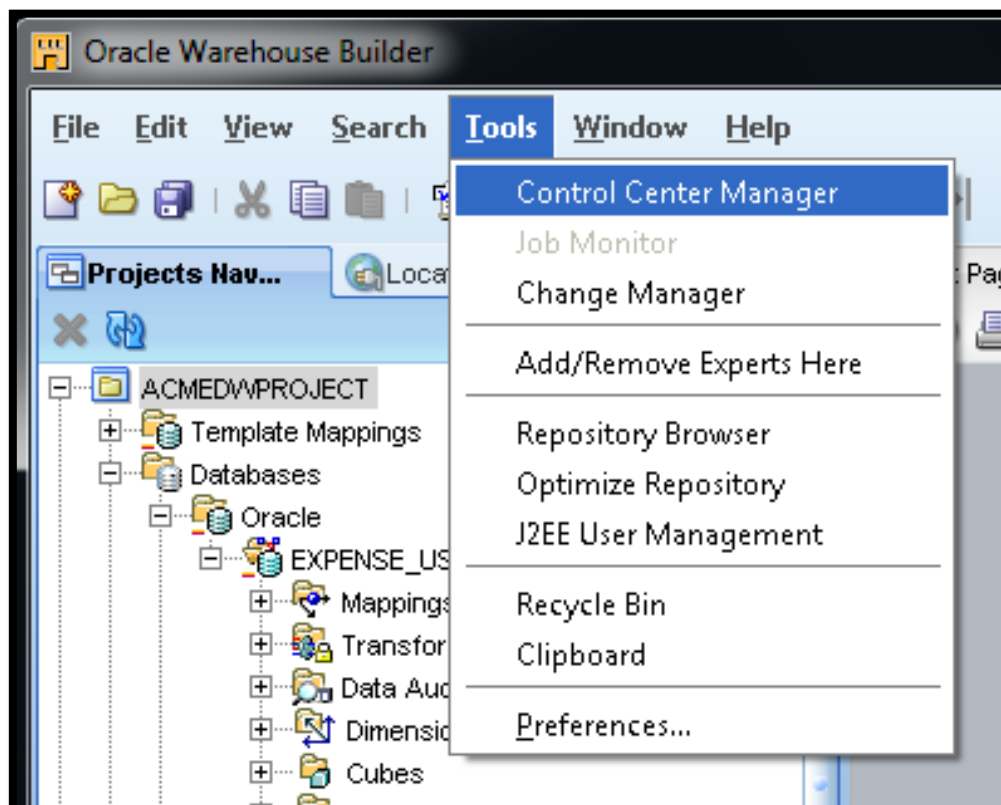 Oracle Warehouse Builder
File Edit View Search Tools Window Help
Control Center Manager
Job Monitor
Change Manager
Add/Remove Experts Here
Repository Browser
Optimize Repository
J2EE User Management
Recycle Bin
Clipboard
Preferences...
Projects Nav...
ACMEDWPROJECT
Template Mappings
Databases
Oracle
Mappings
Cubes